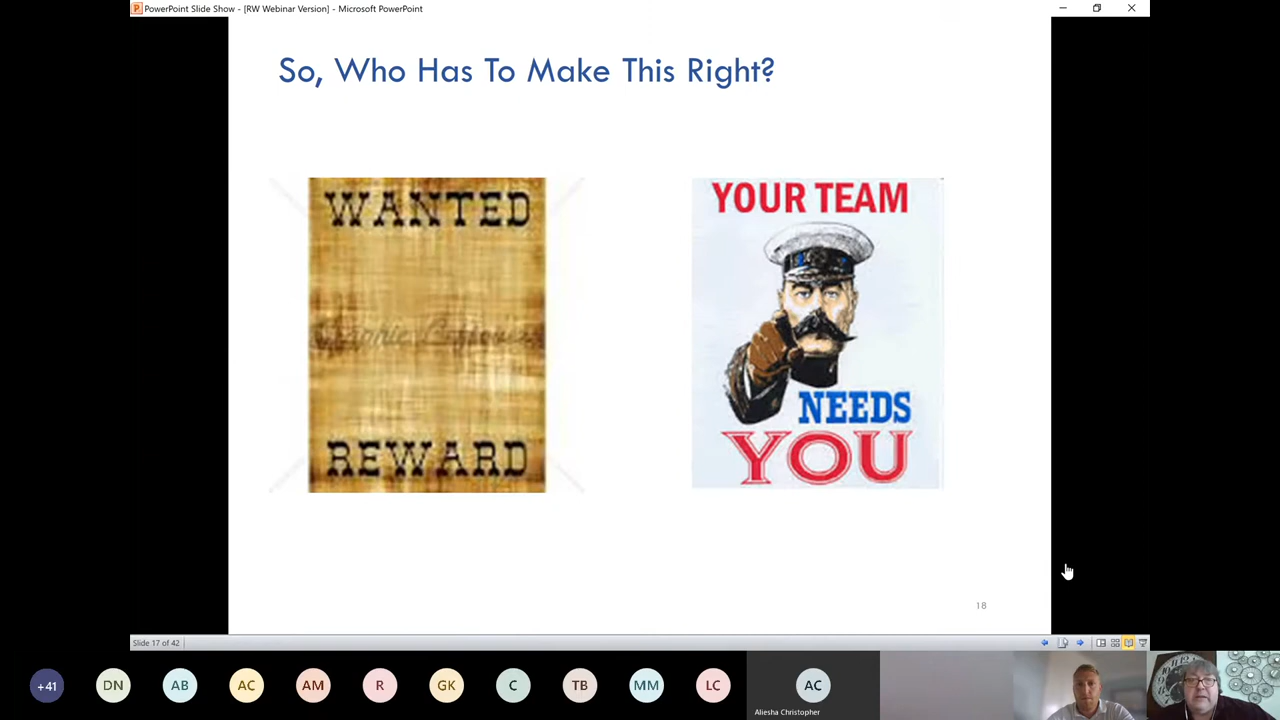 PowerPoint Slide Show - [RW Webinar Version] - Microsoft PowerPoint
So, Who Has To Make This Right?
WANTED
REWARD
YOUR TEAM
NEEDS
YOU
18
Slide 17 of 42
+41
DN
AB
AC
AM
R
GK
C
TB
MM
LC
AC
Aliesha Christopher